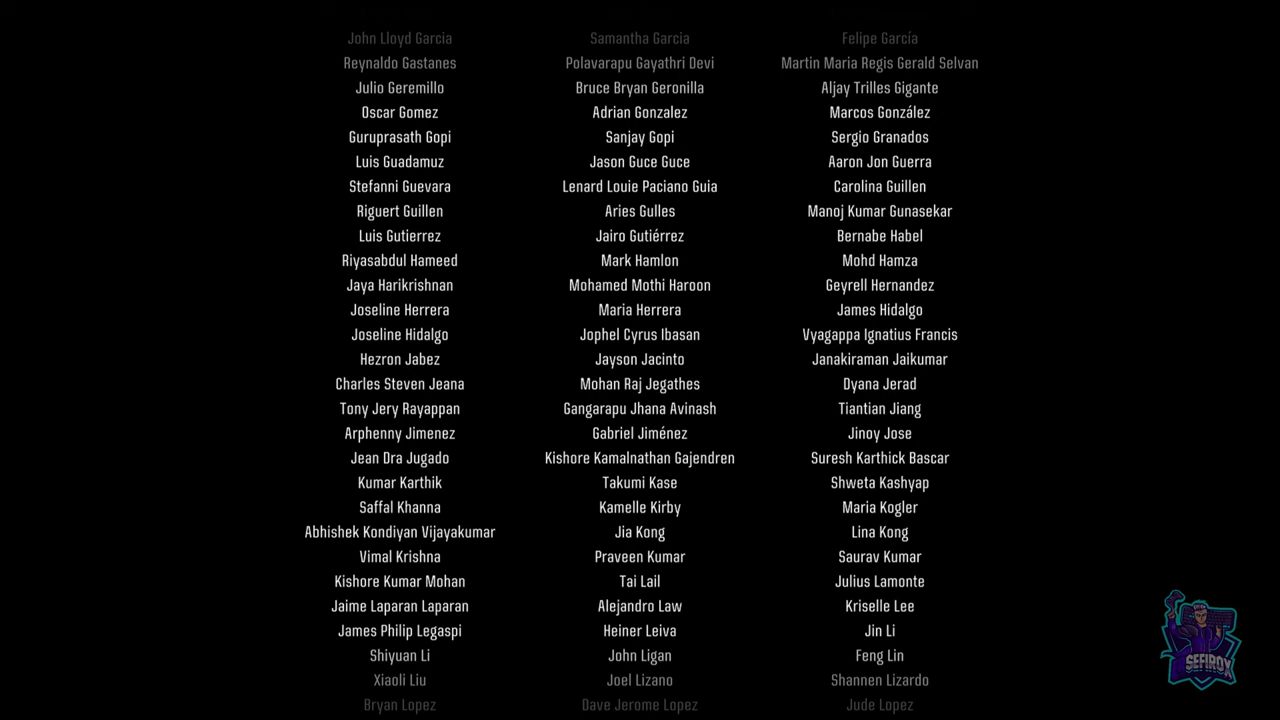 John Lloyd Garcia Samantha Garcia Felipe García
Reynaldo Gastanes Polavarapu Gayathri Devi Martin Maria Regis Gerald Selvan
Julio Geremillo Bruce Bryan Geronilla Aljay Trilles Gigante
Oscar Gomez Adrian Gonzalez Marcos González
Guruprasath Gopi Sanjay Gopi Sergio Granados
Luis Guadamuz Jason Guce Guce Aaron Jon Guerra
Stefanni Guevara Lenard Louie Paciano Guia Carolina Guillen
Riguert Guillen Aries Gulles Manoj Kumar Gunasekar
Luis Gutierrez Jairo Gutiérrez Bernabe Habel
Riyasabdul Hameed Mark Hamlon Mohd Hamza
Jaya Harikrishnan Mohamed Mothi Haroon Geyrell Hernandez
Joseline Herrera Maria Herrera James Hidalgo
Joseline Hidalgo Jophel Cyrus Ibasan Vyagappa Ignatius Francis
Hezron Jabez Jayson Jacinto Janakiraman Jaikumar
Charles Steven Jeana Mohan Raj Jegathes Dyana Jerad
Tony Jery Rayappan Gangarapu Jhana Avinash Tiantian Jiang
Arphenny Jimenez Gabriel Jiménez Jinoy Jose
Jean Dra Jugado Kishore Kamalnathan Gajendren Suresh Karthick Bascar
Kumar Karthik Takumi Kase Shweta Kashyap
Saffal Khanna Kamelle Kirby Maria Kogler
Abhishek Kondiyan Vijayakumar Jia Kong Lina Kong
Vimal Krishna Praveen Kumar Saurav Kumar
Kishore Kumar Mohan Tai Lail Julius Lamonte
Jaime Laparan Laparan Alejandro Law Kriselle Lee
James Philip Legaspi Heiner Leiva Jin Li
Shiyuan Li John Ligan Feng Lin
Xiaoli Liu Joel Lizano Shannen Lizardo
Bryan Lopez Dave Jerome Lopez Jude Lopez
SEFIROX